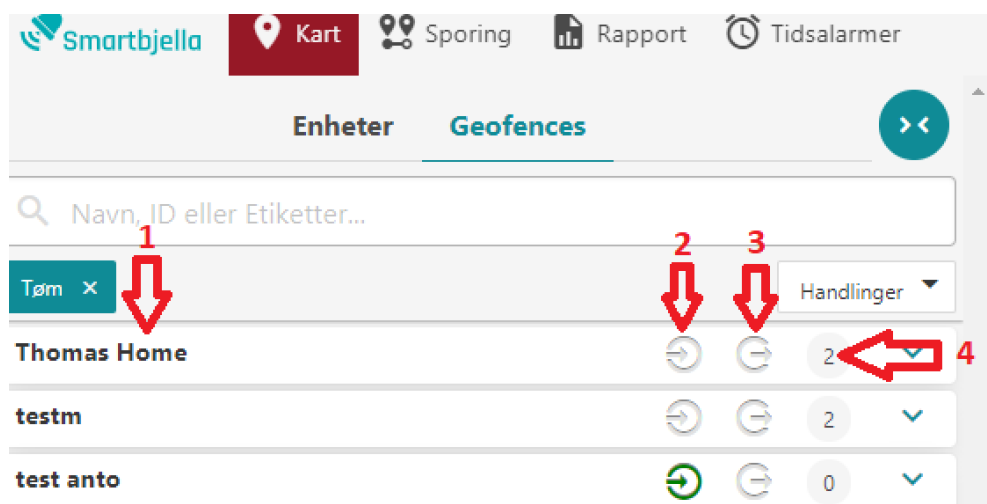 Smartbjella Kart Sporing Rapport Tidsalarmer
Enheter Geofences
Navn, ID eller Etiketter...
1 2 3
Tøm × Handlinger
Thomas Home 2 4
testm 2
test anto 0